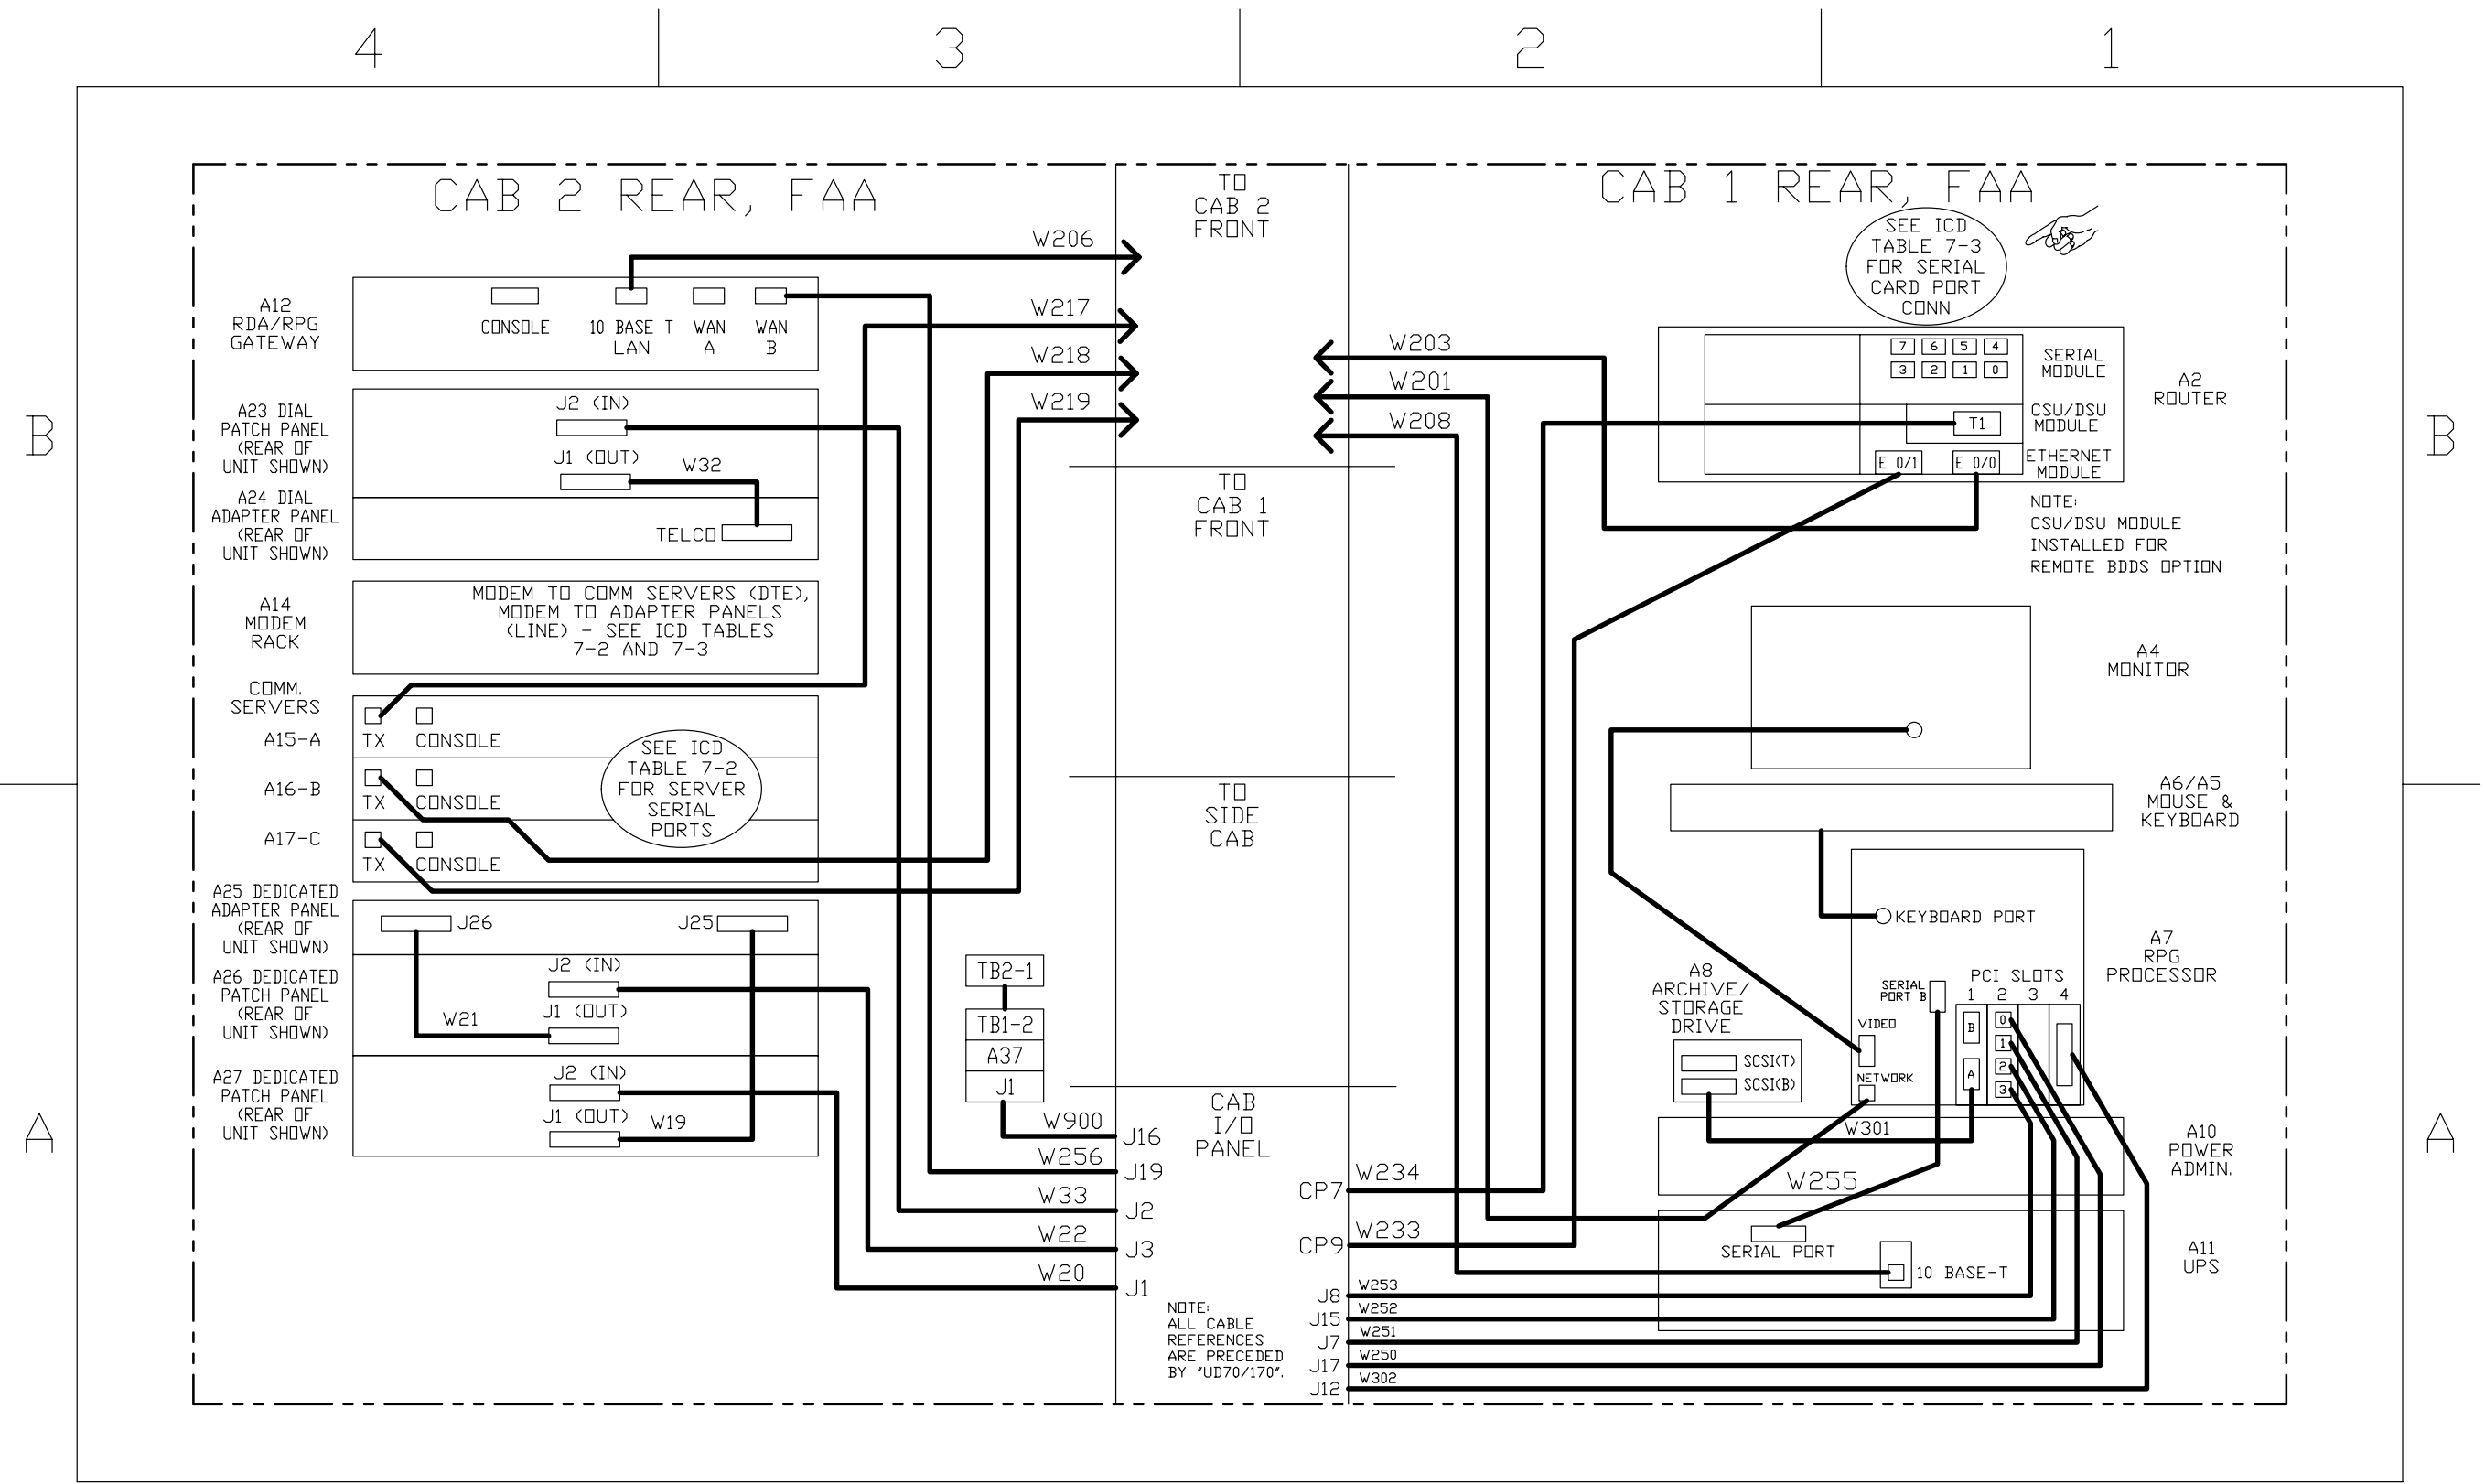 4
3
2
1
B
A
B
A
CAB 2 REAR, FAA
A12
RDA/RPG
GATEWAY
CONSOLE
10 BASE T
LAN
WAN
A
WAN
B
A23 DIAL
PATCH PANEL
(REAR OF
UNIT SHOWN)
J2 (IN)
J1 (OUT)
W32
A24 DIAL
ADAPTER PANEL
(REAR OF
UNIT SHOWN)
TELCO
A14
MODEM
RACK
MODEM TO COMM SERVERS (DTE),
MODEM TO ADAPTER PANELS
(LINE) - SEE ICD TABLES
7-2 AND 7-3
COMM.
SERVERS
A15-A
TX
CONSOLE
A16-B
TX
CONSOLE
A17-C
TX
CONSOLE
SEE ICD
TABLE 7-2
FOR SERVER
SERIAL
PORTS
A25 DEDICATED
ADAPTER PANEL
(REAR OF
UNIT SHOWN)
J26
J25
A26 DEDICATED
PATCH PANEL
(REAR OF
UNIT SHOWN)
J2 (IN)
J1 (OUT)
W21
A27 DEDICATED
PATCH PANEL
(REAR OF
UNIT SHOWN)
J2 (IN)
J1 (OUT)
W19
W206
W217
W218
W219
TB2-1
TB1-2
A37
J1
W900
W256
W33
W22
W20
TO
CAB 2
FRONT
TO
CAB 1
FRONT
TO
SIDE
CAB
CAB
I/O
PANEL
J16
J19
J2
J3
J1
CP7
CP9
J8
J15
J7
J17
J12
NOTE:
ALL CABLE
REFERENCES
ARE PRECEDED
BY "UD70/170".
CAB 1 REAR, FAA
SEE ICD
TABLE 7-3
FOR SERIAL
CARD PORT
CONN
W203
W201
W208
7 6 5 4
3 2 1 0
SERIAL
MODULE
T1
CSU/DSU
MODULE
E 0/1
E 0/0
ETHERNET
MODULE
A2
ROUTER
NOTE:
CSU/DSU MODULE
INSTALLED FOR
REMOTE BDDS OPTION
A4
MONITOR
A6/A5
MOUSE &
KEYBOARD
KEYBOARD PORT
A7
RPG
PROCESSOR
SERIAL
PORT B
PCI SLOTS
1 2 3 4
B
A
0
1
2
3
VIDEO
NETWORK
A8
ARCHIVE/
STORAGE
DRIVE
SCSI(T)
SCSI(B)
W301
A10
POWER
ADMIN.
W255
W234
W233
SERIAL PORT
10 BASE-T
A11
UPS
W253
W252
W251
W250
W302